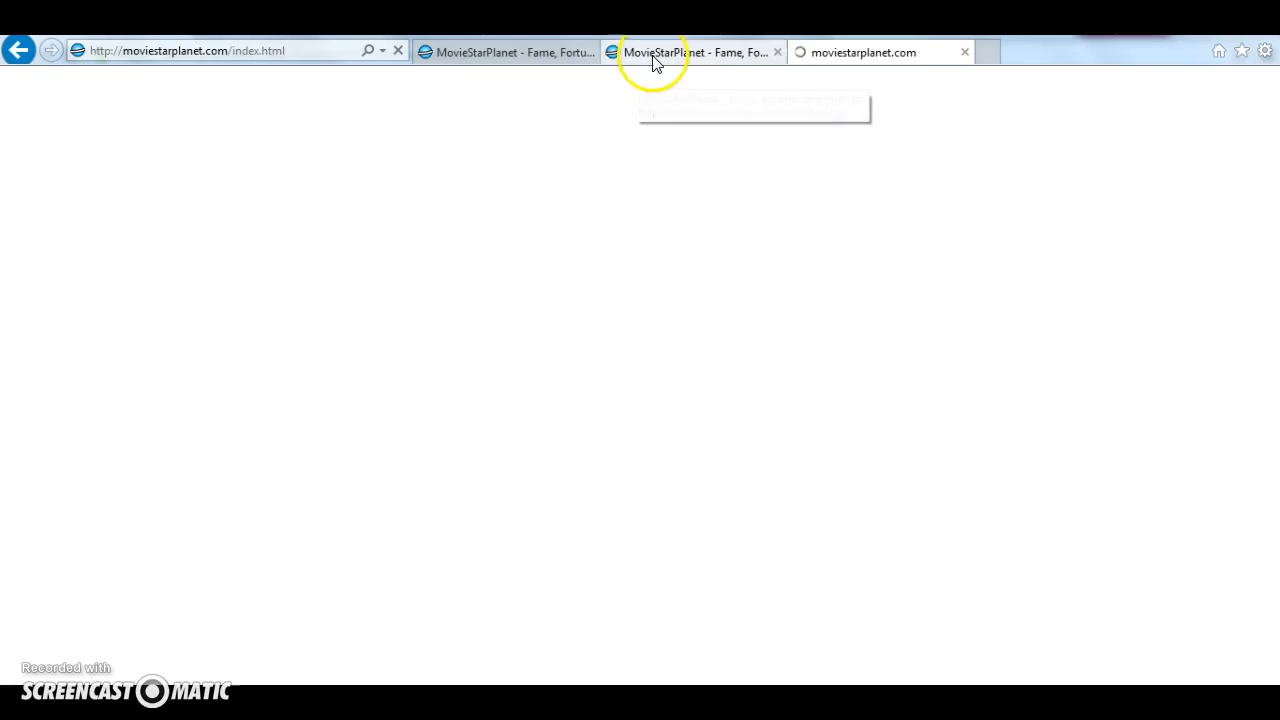 http://moviestarplanet.com/index.html
MovieStarPlanet - Fame, Fortu...
MovieStarPlanet - Fame, Fo...
moviestarplanet.com
Recorded with
SCREENCAST MATIC